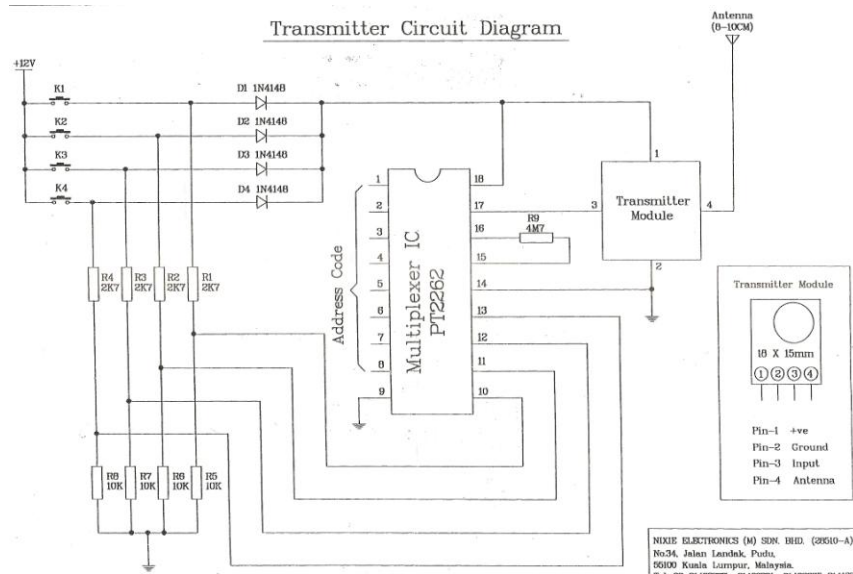 Transmitter Circuit Diagram
Antenna
(8-10CM)
+12V
K1
D1 1N4148
K2
D2 1N4148
K3
D3 1N4148
K4
D4 1N4148
1
2
3
4
5
6
7
8
9
18
17
16
15
14
13
12
11
10
Address Code
Multiplexer IC
PT2262
R9
4M7
1
3
Transmitter
Module
4
2
R4
2K7
R3
2K7
R2
2K7
R1
2K7
R8
10K
R7
10K
R6
10K
R5
10K
Transmitter Module
18 X 15mm
1 2 3 4
Pin-1 +ve
Pin-2 Ground
Pin-3 Input
Pin-4 Antenna
NIXIE ELECTRONICS (M) SDN. BHD. (28510-A)
No.34, Jalan Landak, Pudu,
55100 Kuala Lumpur, Malaysia.